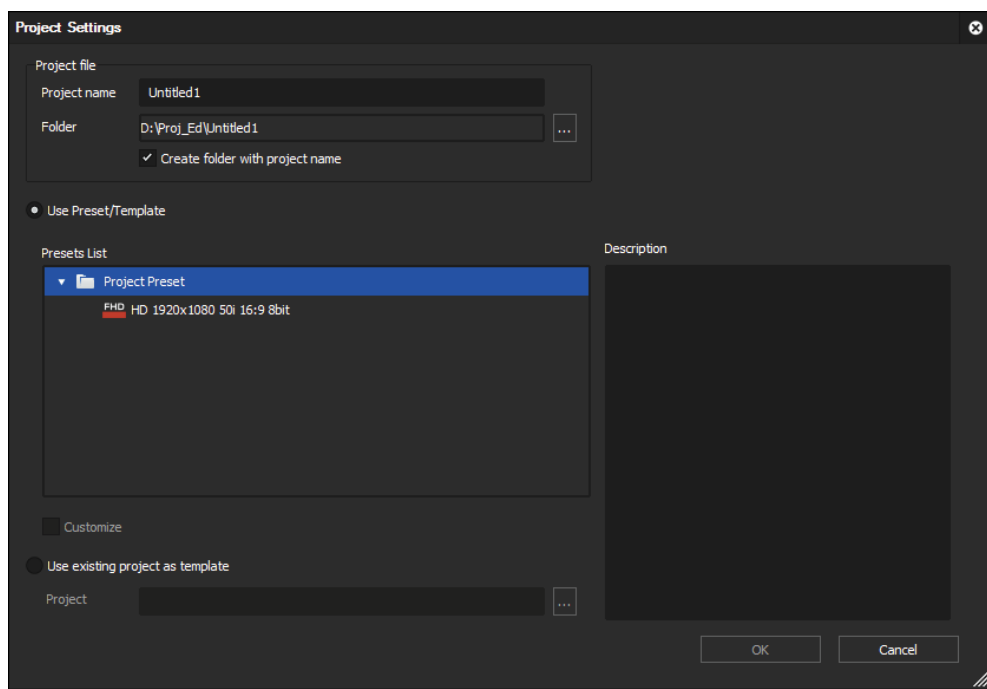 Project Settings
Project file
Project name Untitled1
Folder D:\Proj_Ed\Untitled1 ...
Create folder with project name
Use Preset/Template
Presets List
Description
Project Preset
FHD HD 1920x1080 50i 16:9 8bit
Customize
Use existing project as template
Project ...
OK Cancel